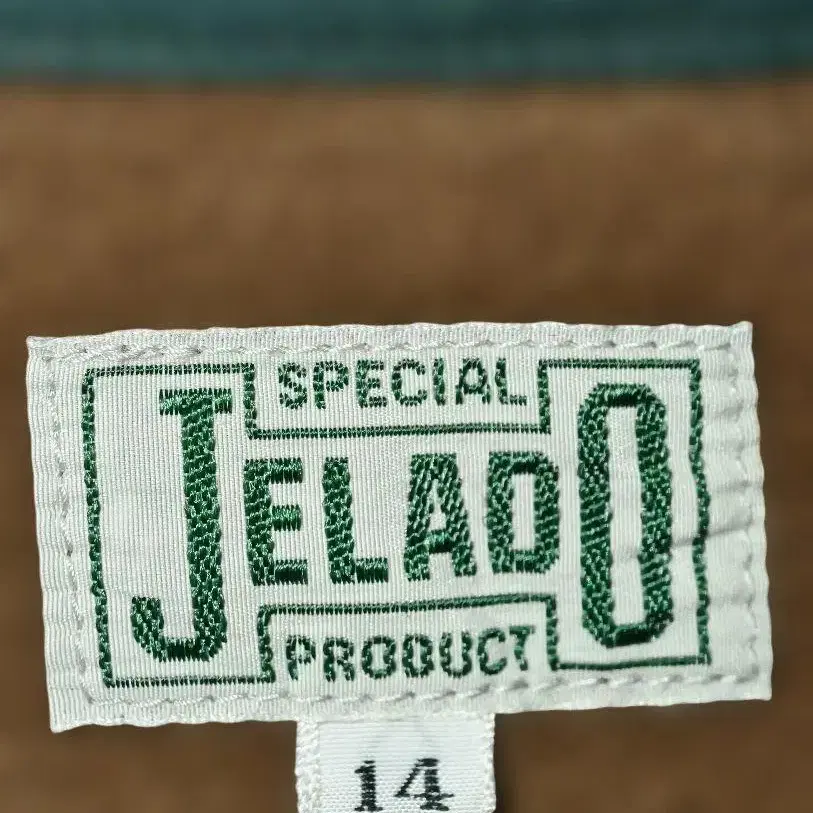 SPECIAL
JELADO
PRODUCT
14